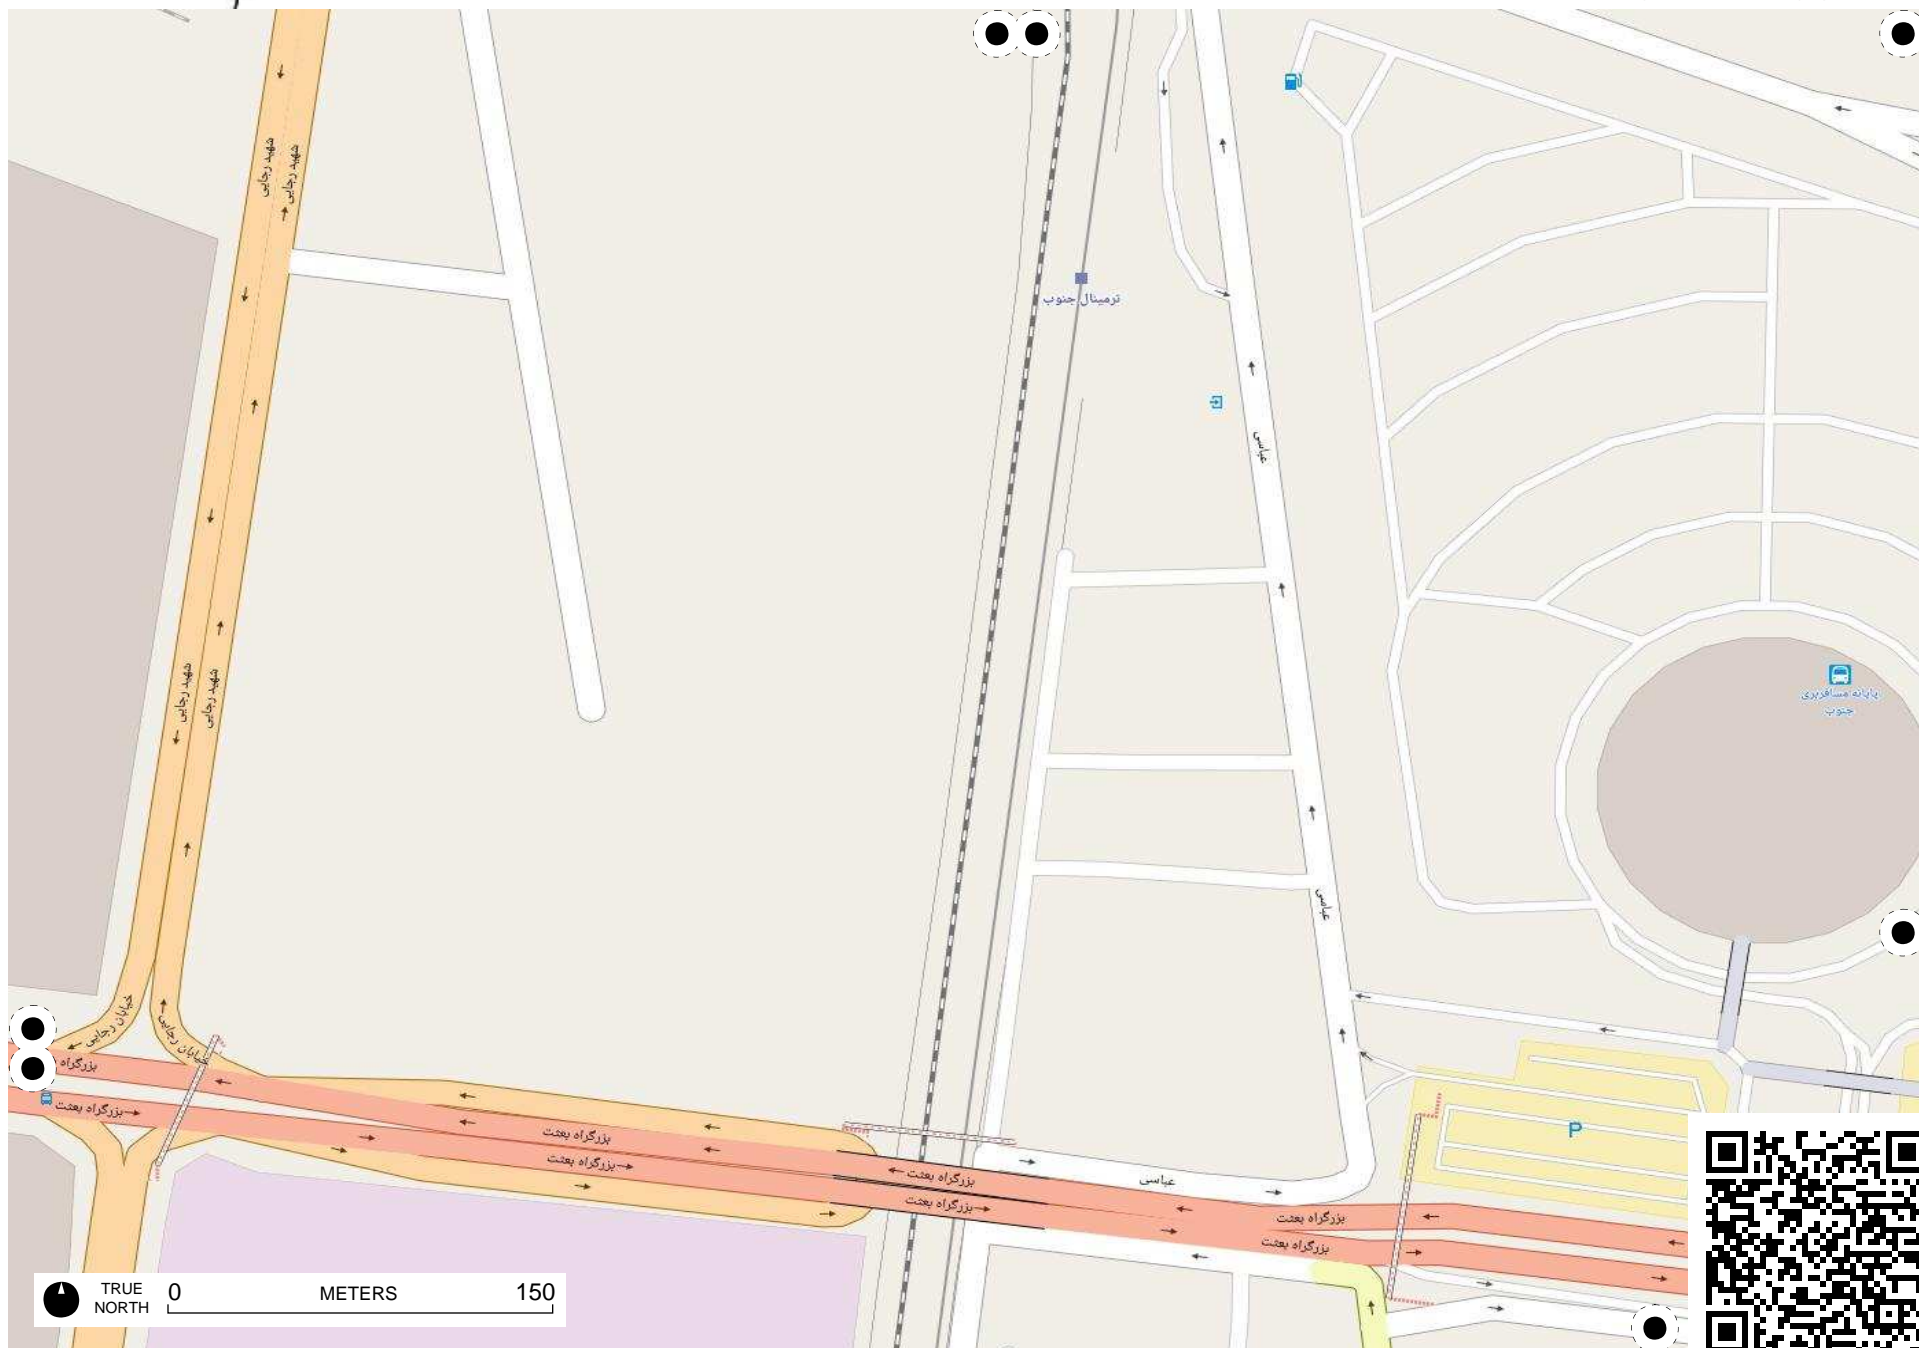 شهید رجایی
شهید رجایی
ترمینال جنوب
عباسی
شهید رجایی
شهید رجایی
پایانه مسافربری
جنوب
عباسی
خیابان رجایی
خیابان رجایی
بزرگراه
بزرگراه بعثت
بزرگراه بعثت
بزرگراه بعثت
بزرگراه بعثت
بزرگراه بعثت
عباسی
بزرگراه بعثت
بزرگراه بعثت
P
TRUE
NORTH
0 METERS 150